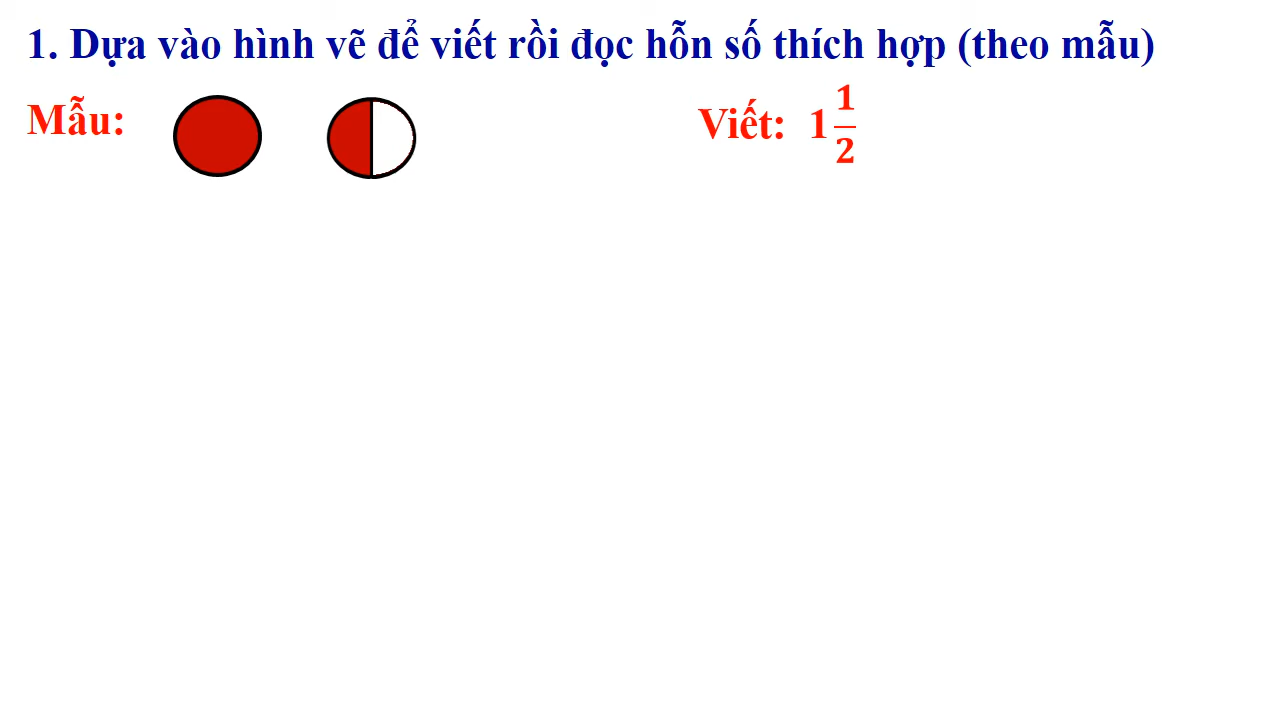 1. Dựa vào hình vẽ để viết rồi đọc hỗn số thích hợp (theo mẫu)
Mẫu: Viết: 1 1/2